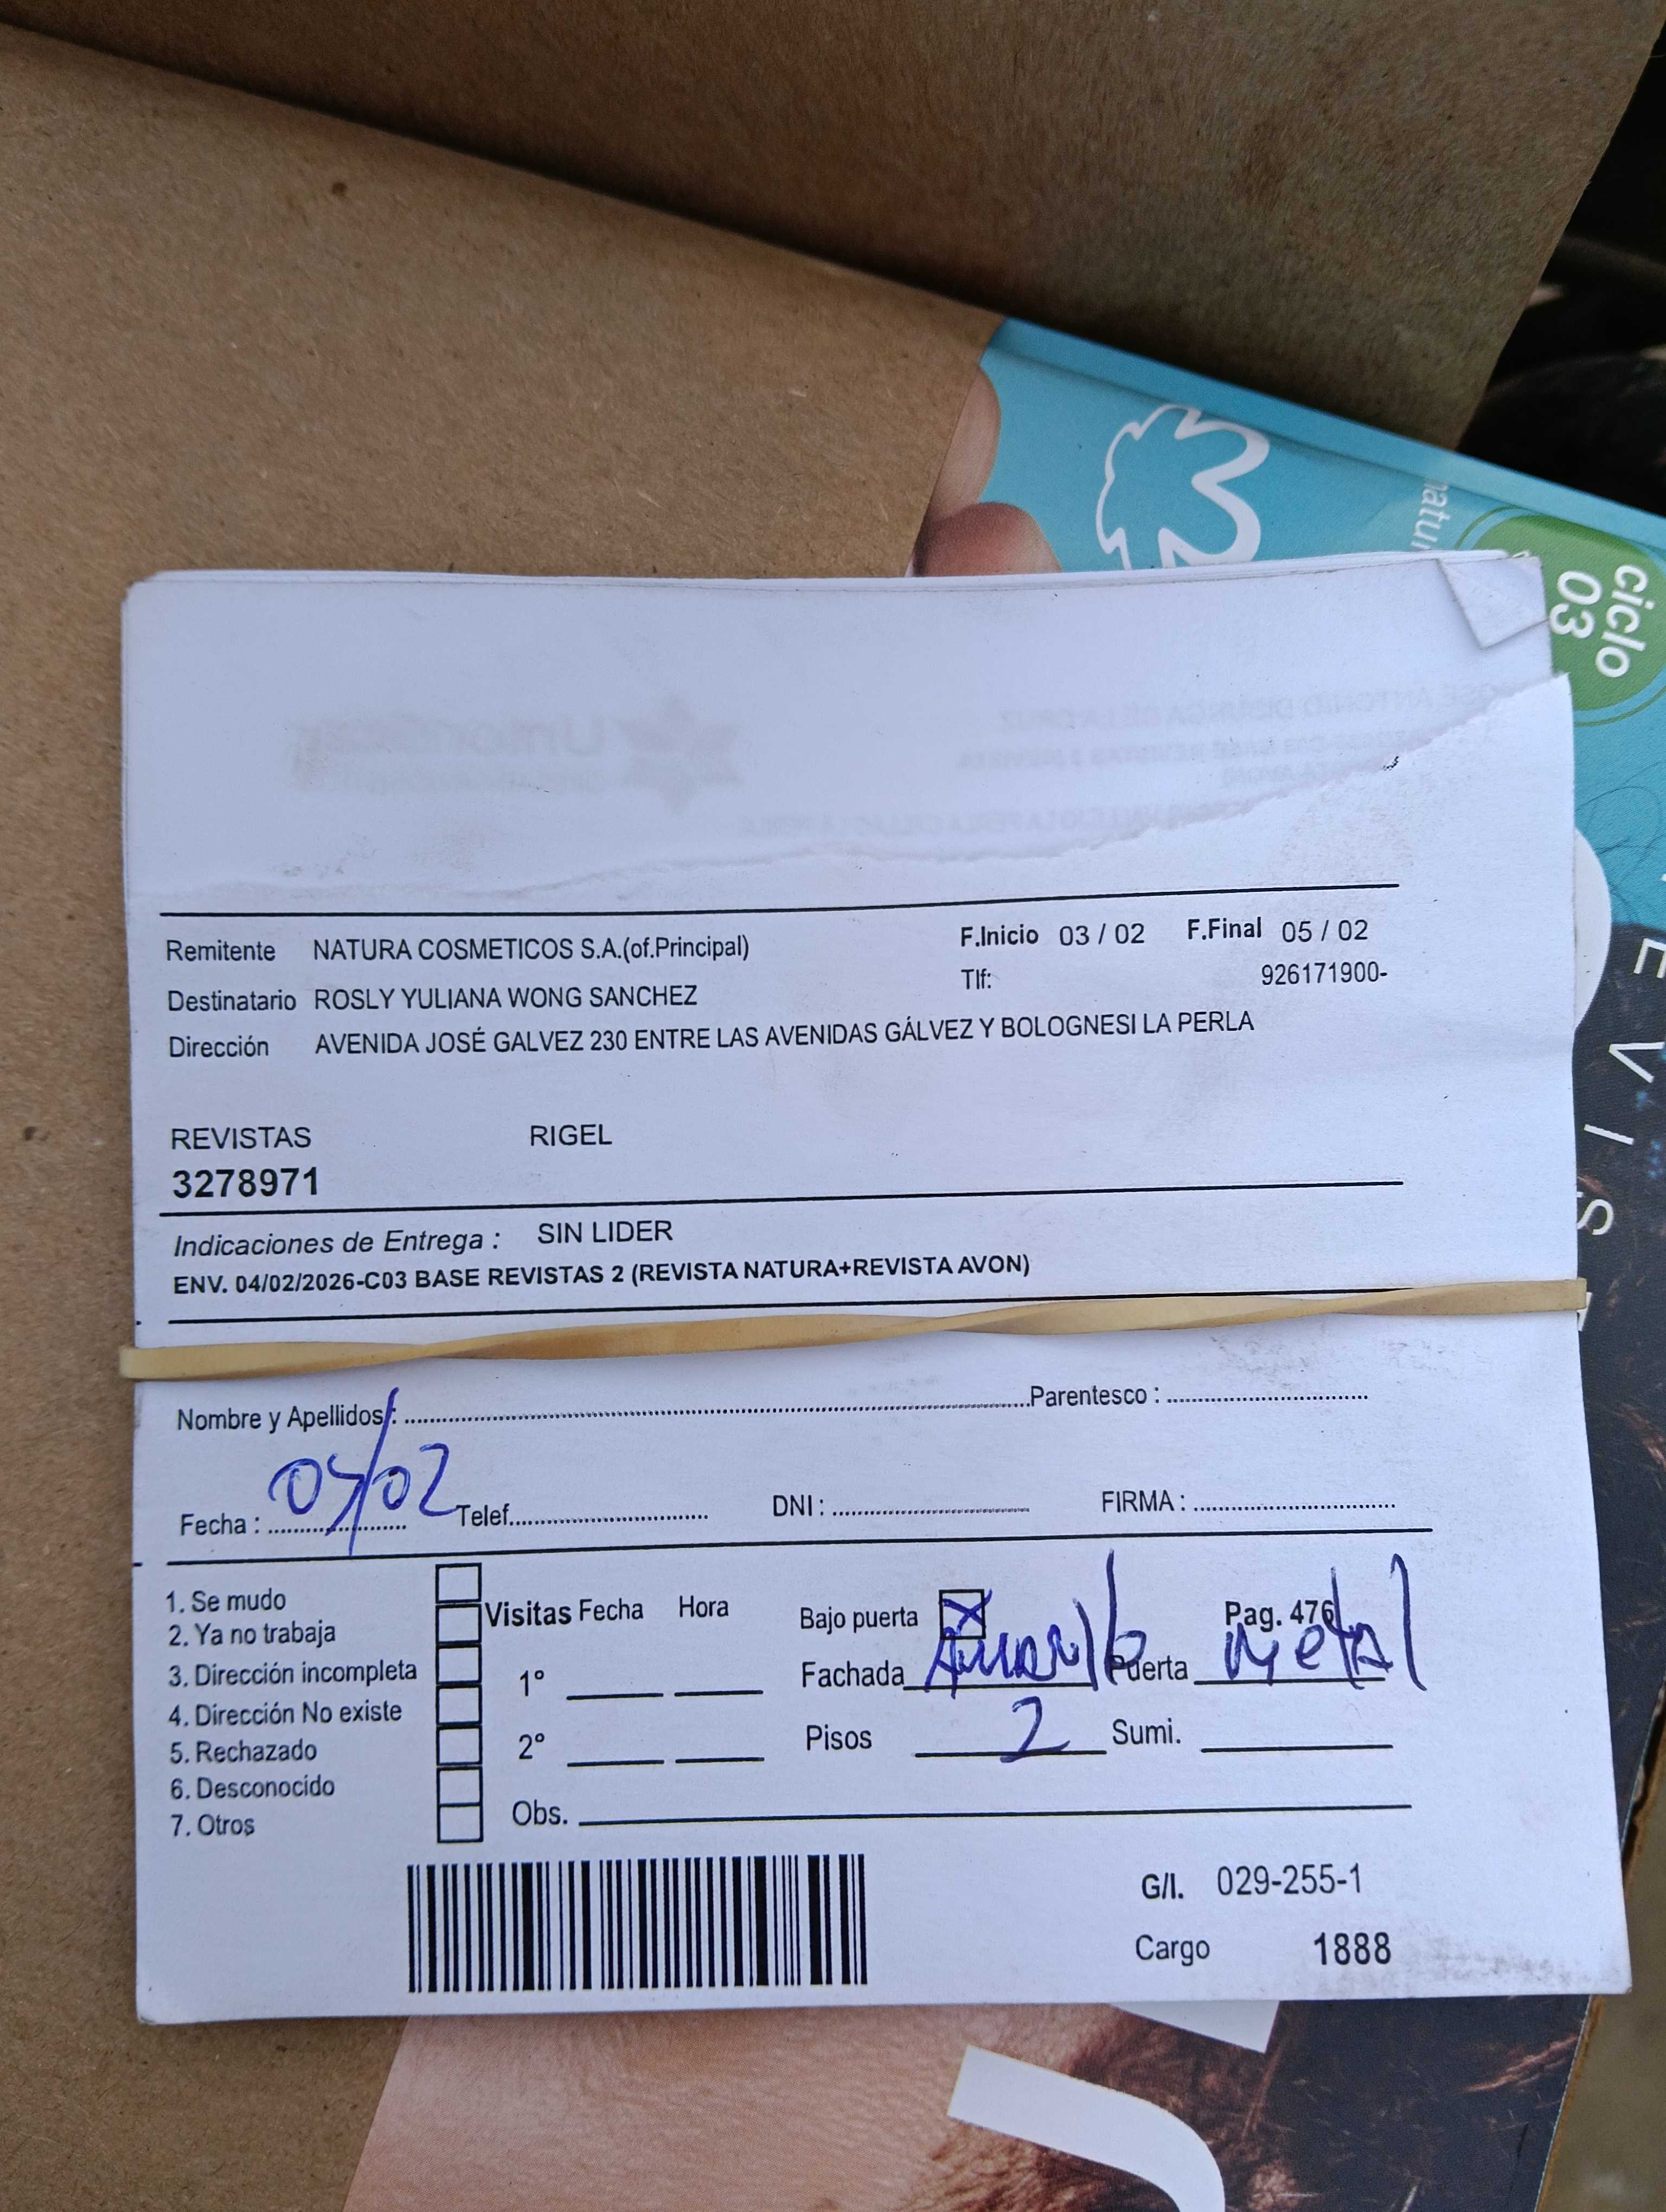 ciclo
03
natur
Remitente NATURA COSMETICOS S.A.(of.Principal) F.Inicio 03 / 02 F.Final 05 / 02
Tlf: 926171900-
Destinatario ROSLY YULIANA WONG SANCHEZ
Dirección AVENIDA JOSÉ GALVEZ 230 ENTRE LAS AVENIDAS GÁLVEZ Y BOLOGNESI LA PERLA
REVISTAS RIGEL
3278971
Indicaciones de Entrega : SIN LIDER
ENV. 04/02/2026-C03 BASE REVISTAS 2 (REVISTA NATURA+REVISTA AVON)
Nombre y Apellidos : Parentesco :
Fecha : Telef. DNI : FIRMA :
1. Se mudo
2. Ya no trabaja
3. Dirección incompleta
4. Dirección No existe
5. Rechazado
6. Desconocido
7. Otros
Visitas Fecha Hora
1°
2°
Obs.
Bajo puerta X Pag. 476
Fachada Amarillo Puerta metal
Pisos 2 Sumi.
G/I. 029-255-1
Cargo 1888